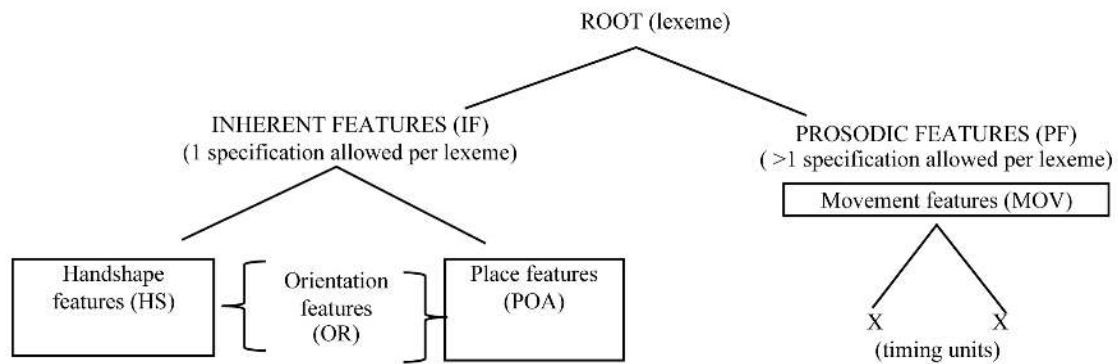 ROOT (lexeme)
INHERENT FEATURES (IF)
(1 specification allowed per lexeme)
PROSODIC FEATURES (PF)
( >1 specification allowed per lexeme)
Movement features (MOV)
Handshape
features (HS)
Orientation
features
(OR)
Place features
(POA)
X X
(timing units)